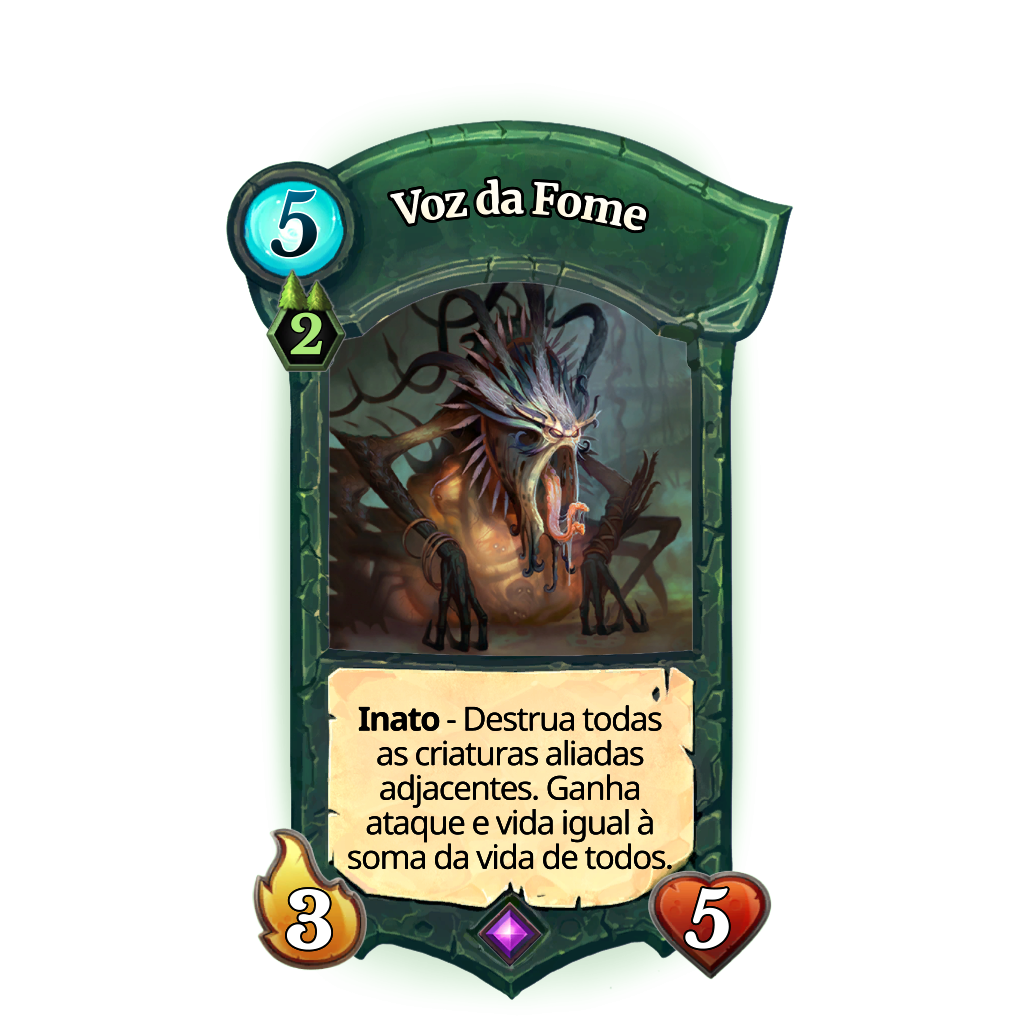 Voz da Fome
5
2
Inato - Destrua todas
as criaturas aliadas
adjacentes. Ganha
ataque e vida igual à
soma da vida de todos.
3
5